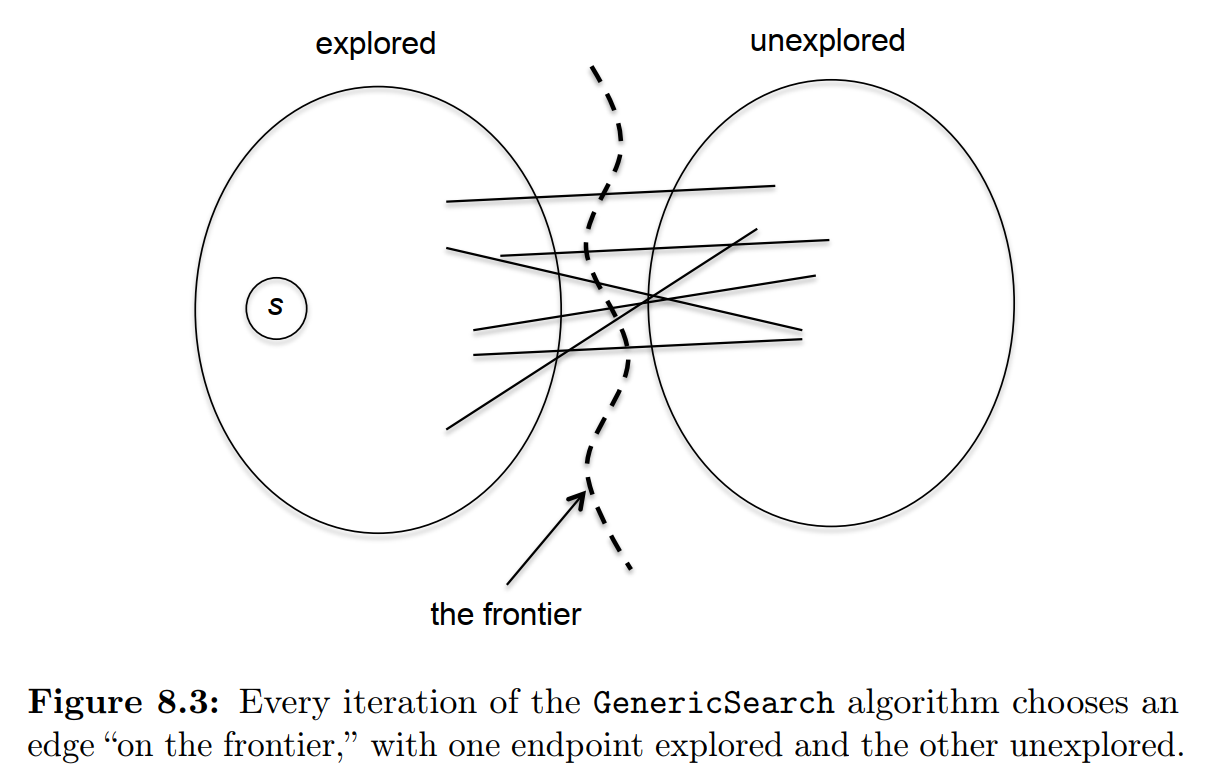 explored
unexplored
s
the frontier
Figure 8.3: Every iteration of the GenericSearch algorithm chooses an
edge “on the frontier,” with one endpoint explored and the other unexplored.